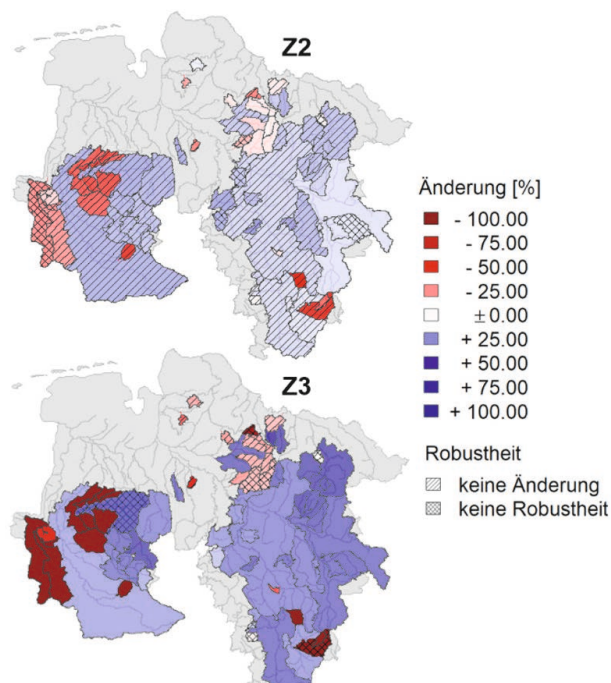 Z2
Änderung [%]
- 100.00
- 75.00
- 50.00
- 25.00
± 0.00
+ 25.00
+ 50.00
+ 75.00
+ 100.00
Z3
Robustheit
keine Änderung
keine Robustheit